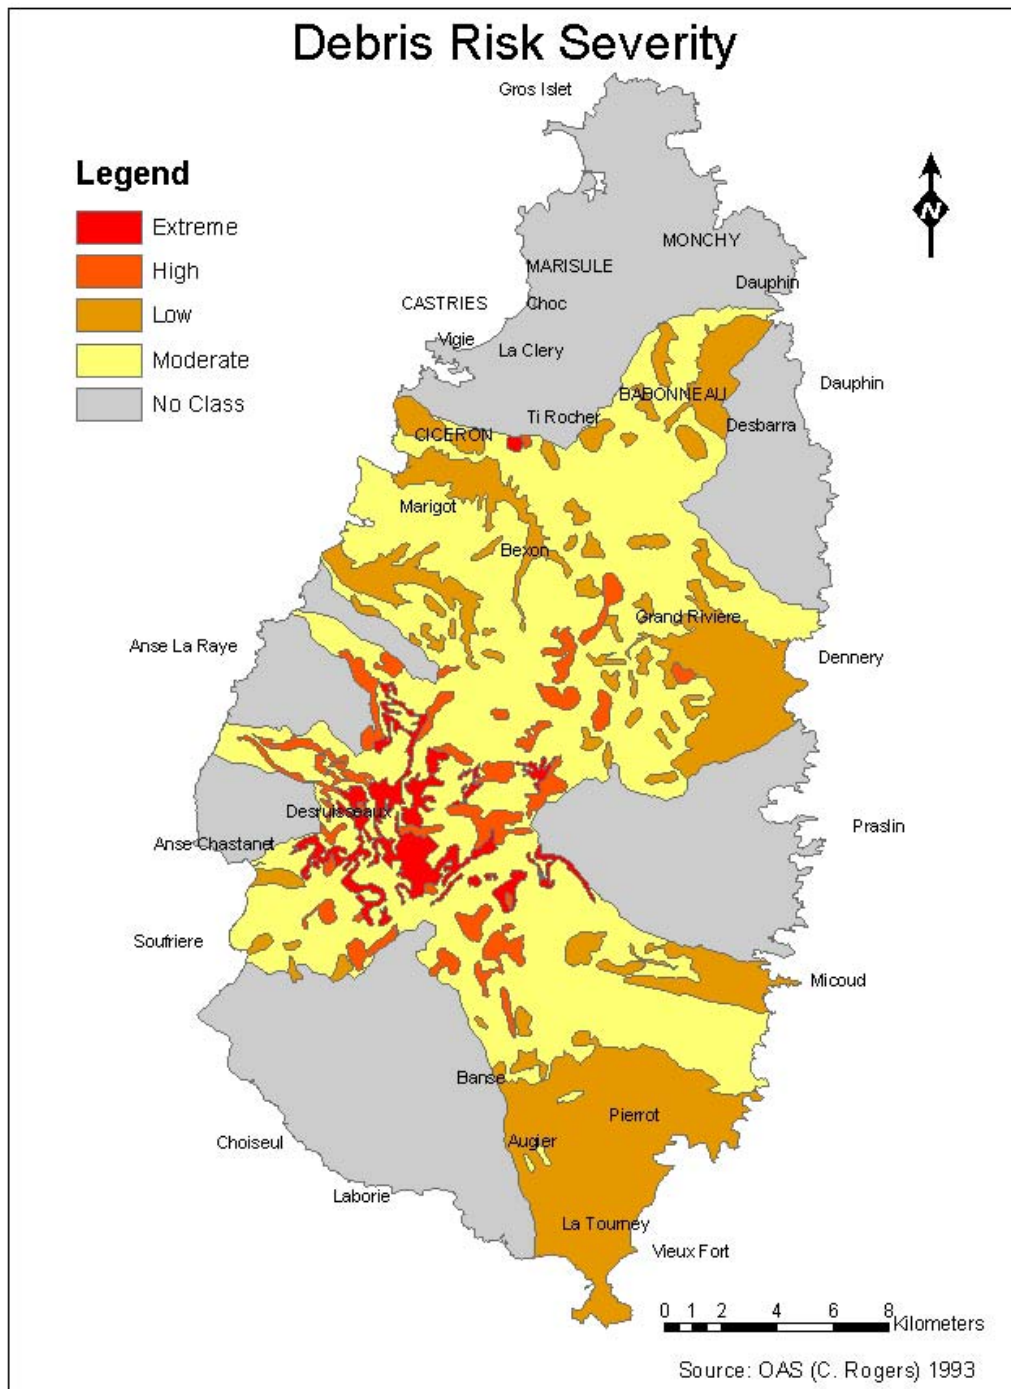 Debris Risk Severity
Gros Islet
Legend
Extreme
High
Low
Moderate
No Class
N
MONCHY
MARISULE
Dauphin
CASTRIES
Choc
Vigie
La Clery
Dauphin
BABONNEAU
Ti Rocher
Desbarra
CICERON
Marigot
Bexon
Grand Riviere
Anse La Raye
Dennery
Desruisseaux
Praslin
Anse Chastanet
Soufriere
Micoud
Banse
Pierrot
Choiseul
Augier
Laborie
La Tourney
Vieux Fort
0 1 2 4 6 8
Kilometers
Source: OAS (C. Rogers) 1993